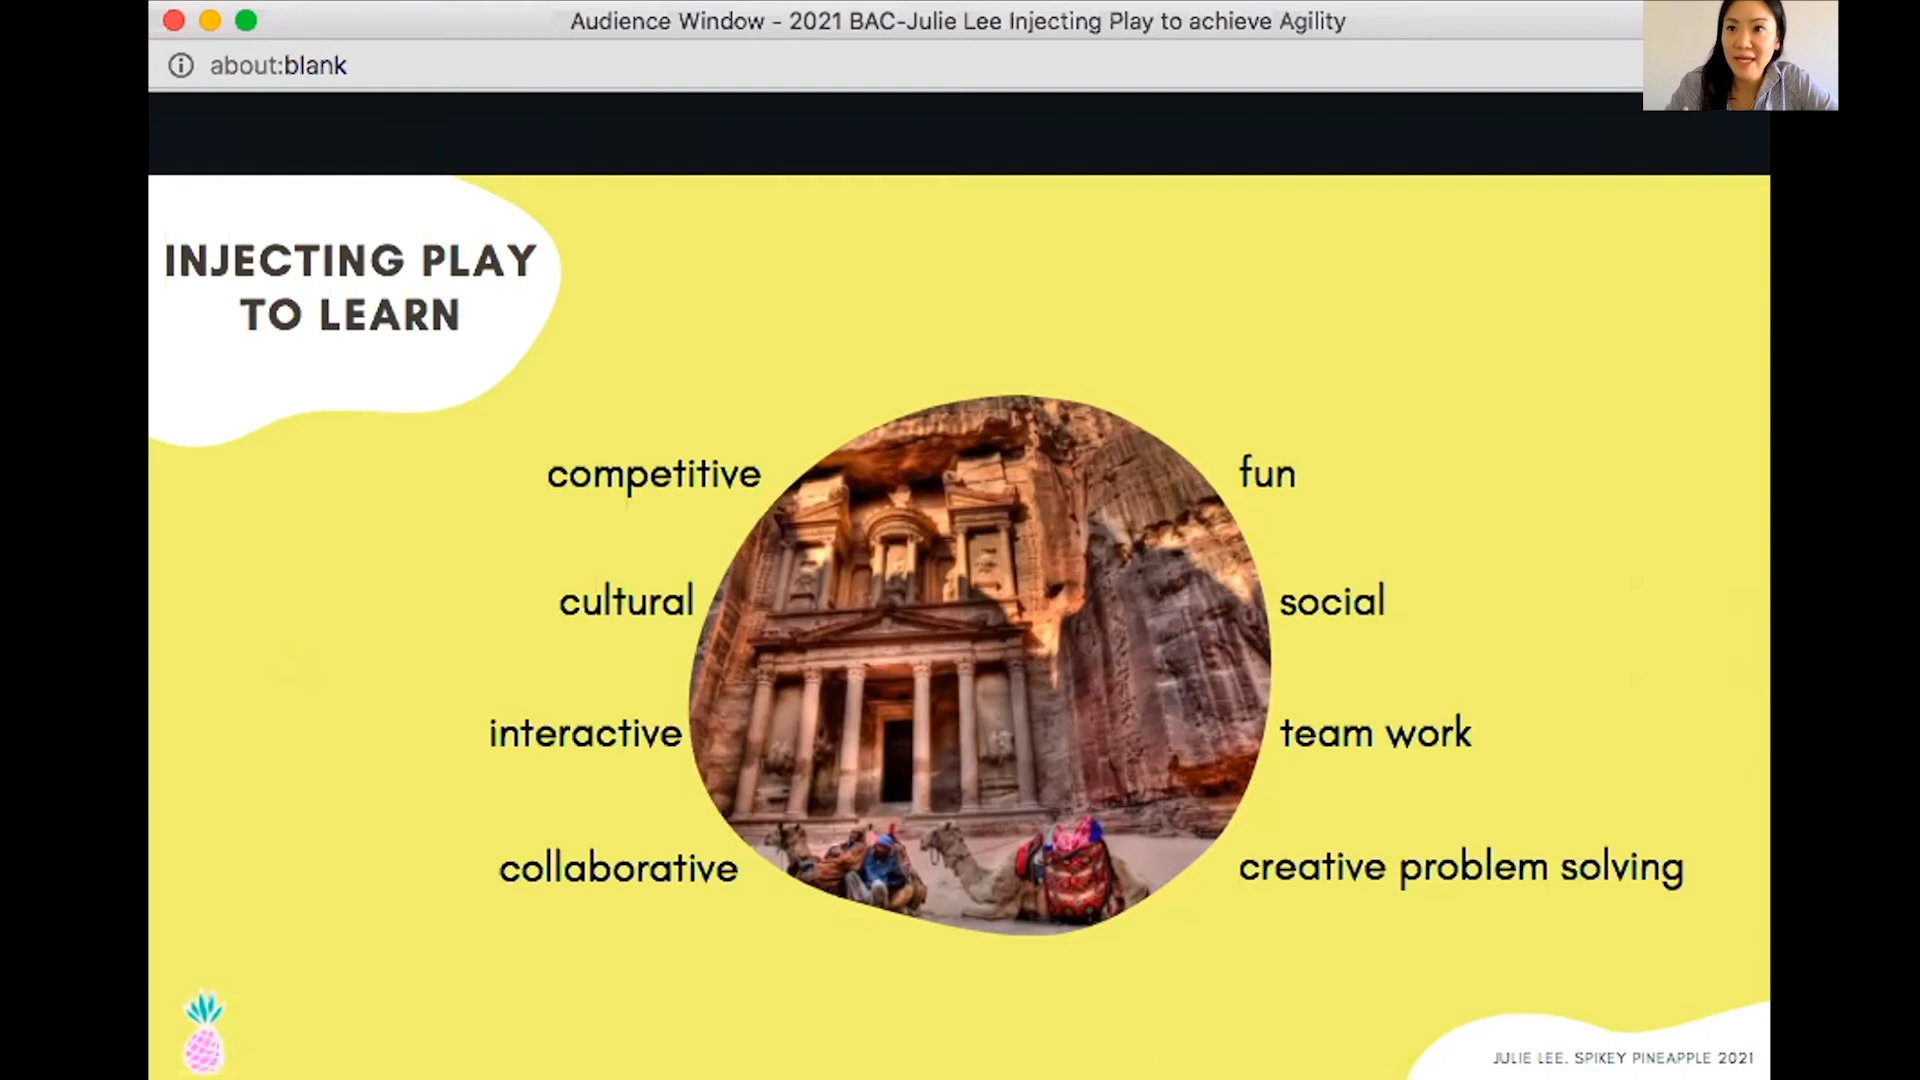 Audience Window - 2021 BAC-Julie Lee Injecting Play to achieve Agility
about:blank
INJECTING PLAY
TO LEARN
competitive
fun
cultural
social
interactive
team work
collaborative
creative problem solving
JULIE LEE. SPIKEY PINEAPPLE 2021